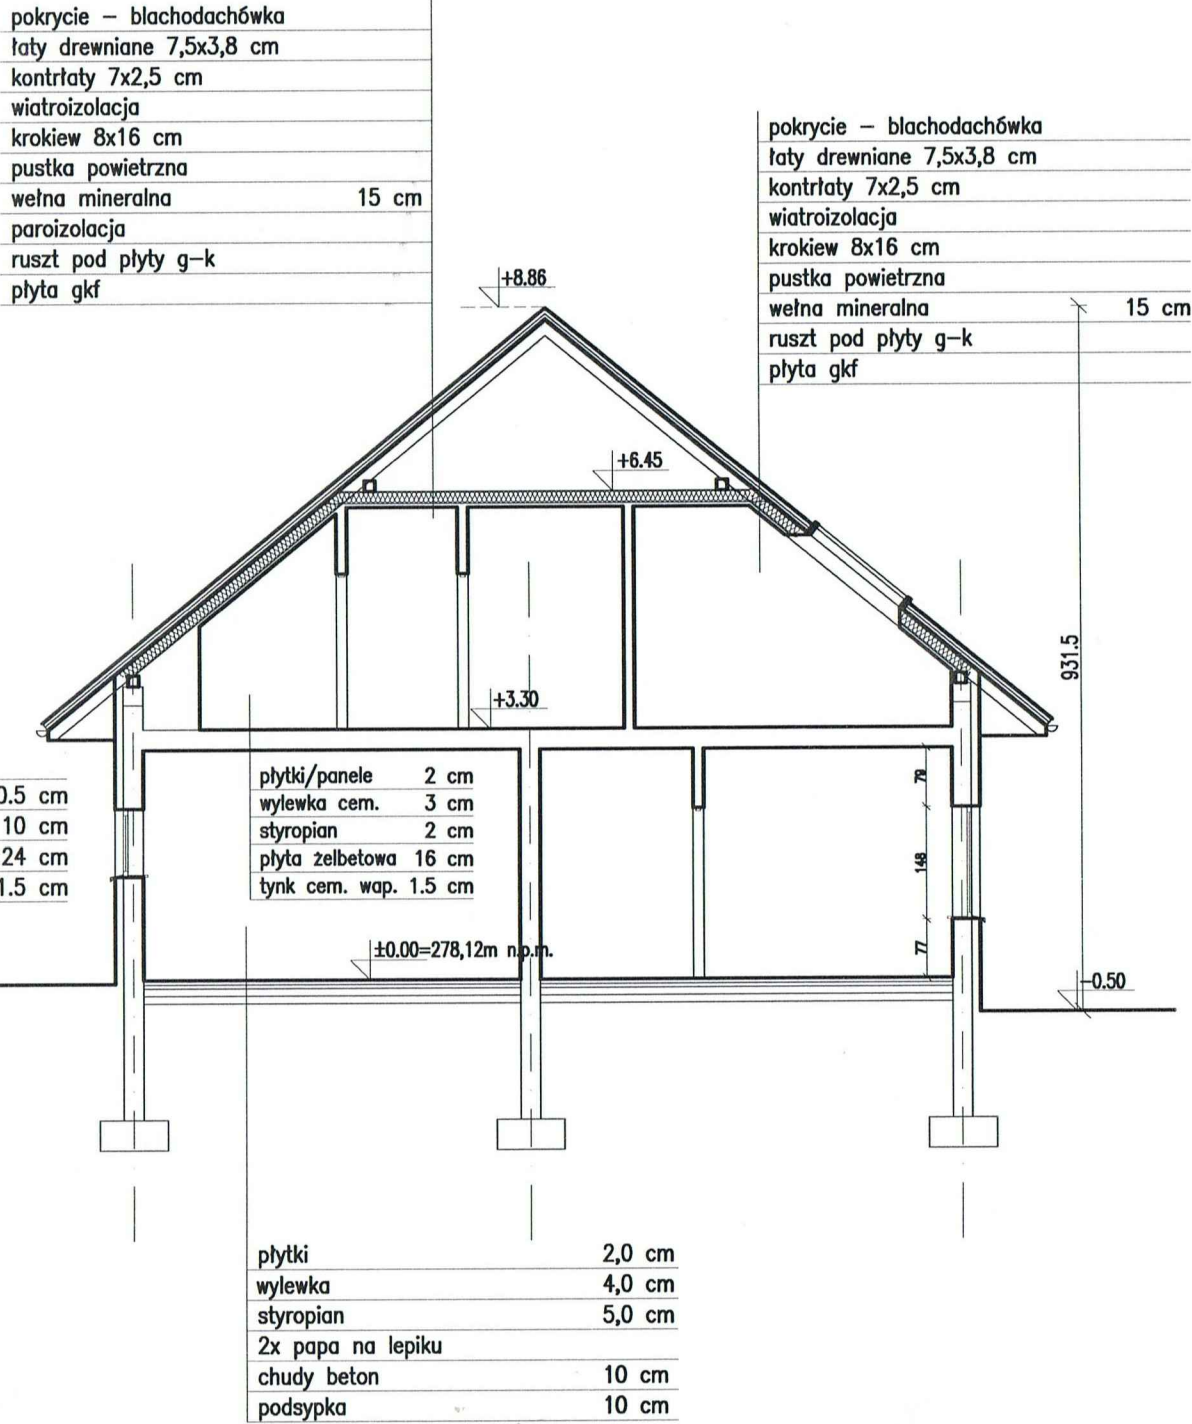 pokrycie – blachodachówka
łaty drewniane 7,5x3,8 cm
kontrłaty 7x2,5 cm
wiatroizolacja
krokiew 8x16 cm
pustka powietrzna
wełna mineralna 15 cm
paroizolacja
ruszt pod płyty g–k
płyta gkf
pokrycie – blachodachówka
łaty drewniane 7,5x3,8 cm
kontrłaty 7x2,5 cm
wiatroizolacja
krokiew 8x16 cm
pustka powietrzna
wełna mineralna 15 cm
ruszt pod płyty g–k
płyta gkf
+8.86
+6.45
931.5
+3.30
0.5 cm
10 cm
24 cm
1.5 cm
płytki/panele 2 cm
wylewka cem. 3 cm
styropian 2 cm
płyta żelbetowa 16 cm
tynk cem. wap. 1.5 cm
79
148
77
±0.00=278,12m n.p.m.
–0.50
płytki 2,0 cm
wylewka 4,0 cm
styropian 5,0 cm
2x papa na lepiku
chudy beton 10 cm
podsypka 10 cm